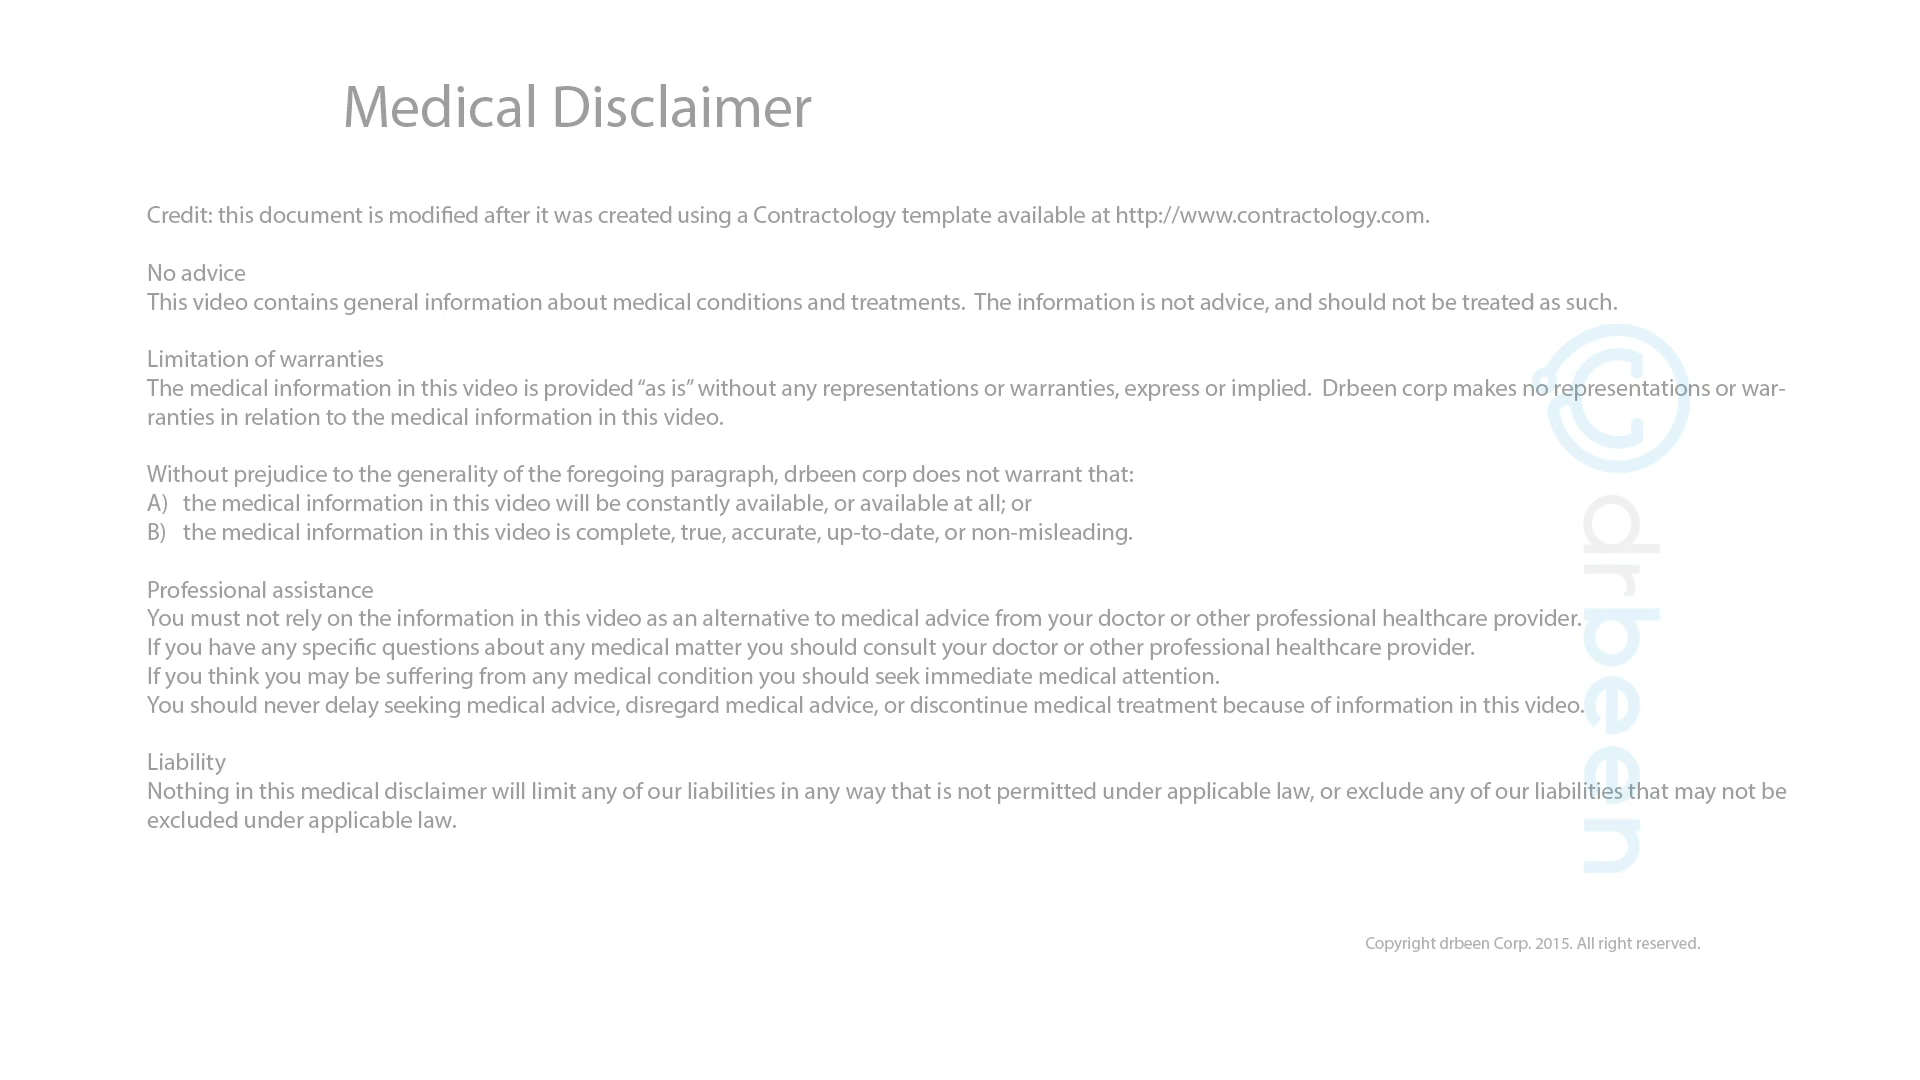 Medical Disclaimer
Credit: this document is modified after it was created using a Contractology template available at http://www.contractology.com.
No advice
This video contains general information about medical conditions and treatments.  The information is not advice, and should not be treated as such.
Limitation of warranties
The medical information in this video is provided “as is” without any representations or warranties, express or implied.  Drbeen corp makes no representations or war-
ranties in relation to the medical information in this video.
Without prejudice to the generality of the foregoing paragraph, drbeen corp does not warrant that:
A)  the medical information in this video will be constantly available, or available at all; or
B)  the medical information in this video is complete, true, accurate, up-to-date, or non-misleading.
Professional assistance
You must not rely on the information in this video as an alternative to medical advice from your doctor or other professional healthcare provider.
If you have any specific questions about any medical matter you should consult your doctor or other professional healthcare provider.
If you think you may be suffering from any medical condition you should seek immediate medical attention.
You should never delay seeking medical advice, disregard medical advice, or discontinue medical treatment because of information in this video.
Liability
Nothing in this medical disclaimer will limit any of our liabilities in any way that is not permitted under applicable law, or exclude any of our liabilities that may not be
excluded under applicable law.
drbeen
Copyright drbeen Corp. 2015. All right reserved.